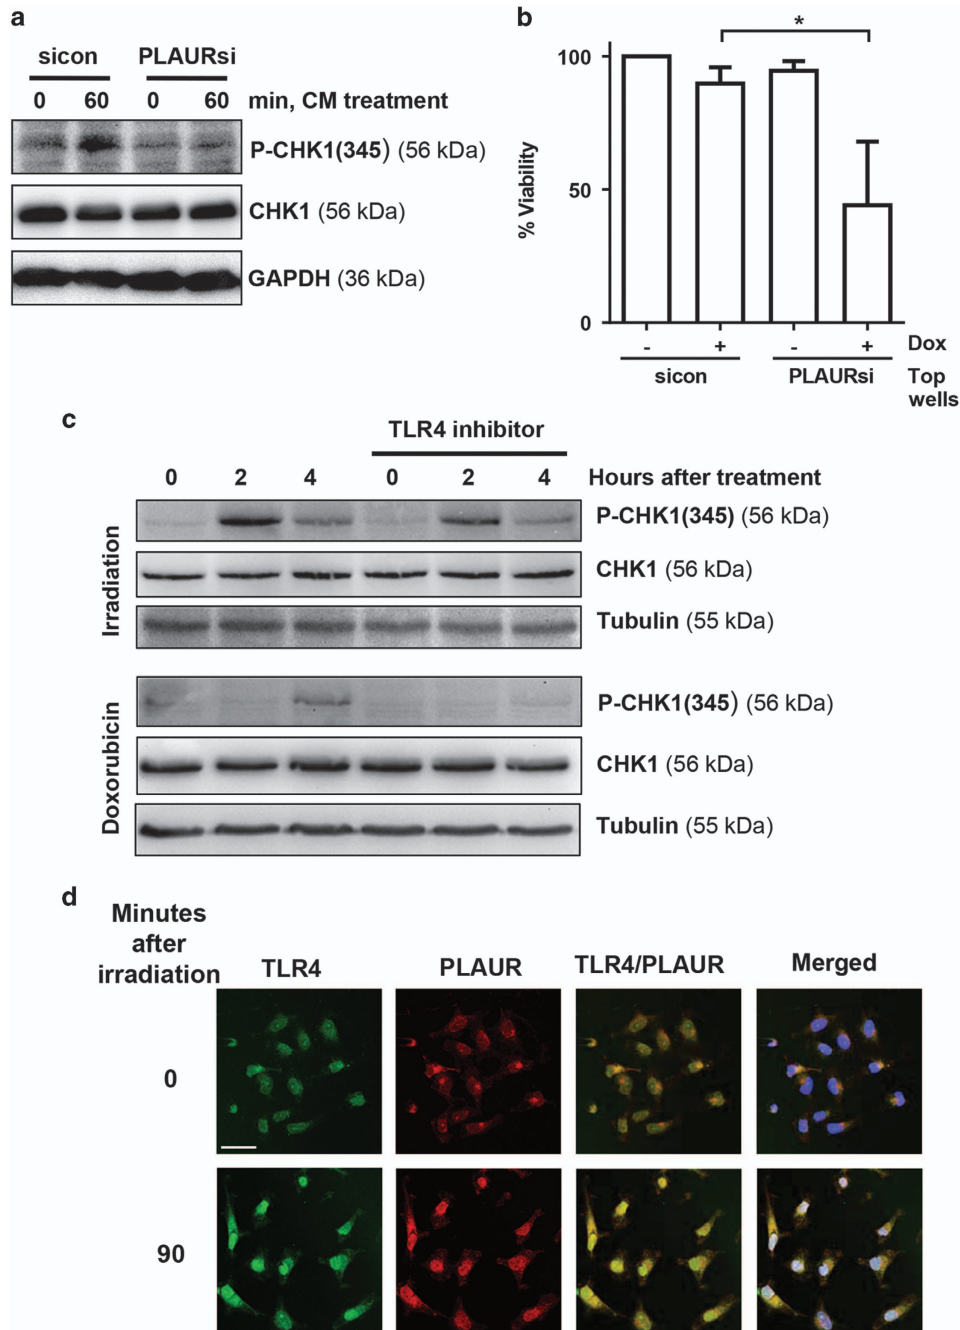 a
sicon PLAURsi
0 60 0 60 min, CM treatment
P-CHK1(345) (56 kDa)
CHK1 (56 kDa)
GAPDH (36 kDa)
b
*
100
50
0
% Viability
- + - + Dox
sicon PLAURsi Top
wells
c
TLR4 inhibitor
0 2 4 0 2 4 Hours after treatment
Irradiation
P-CHK1(345) (56 kDa)
CHK1 (56 kDa)
Tubulin (55 kDa)
Doxorubicin
P-CHK1(345) (56 kDa)
CHK1 (56 kDa)
Tubulin (55 kDa)
d
Minutes
after
irradiation
TLR4 PLAUR TLR4/PLAUR Merged
0
90